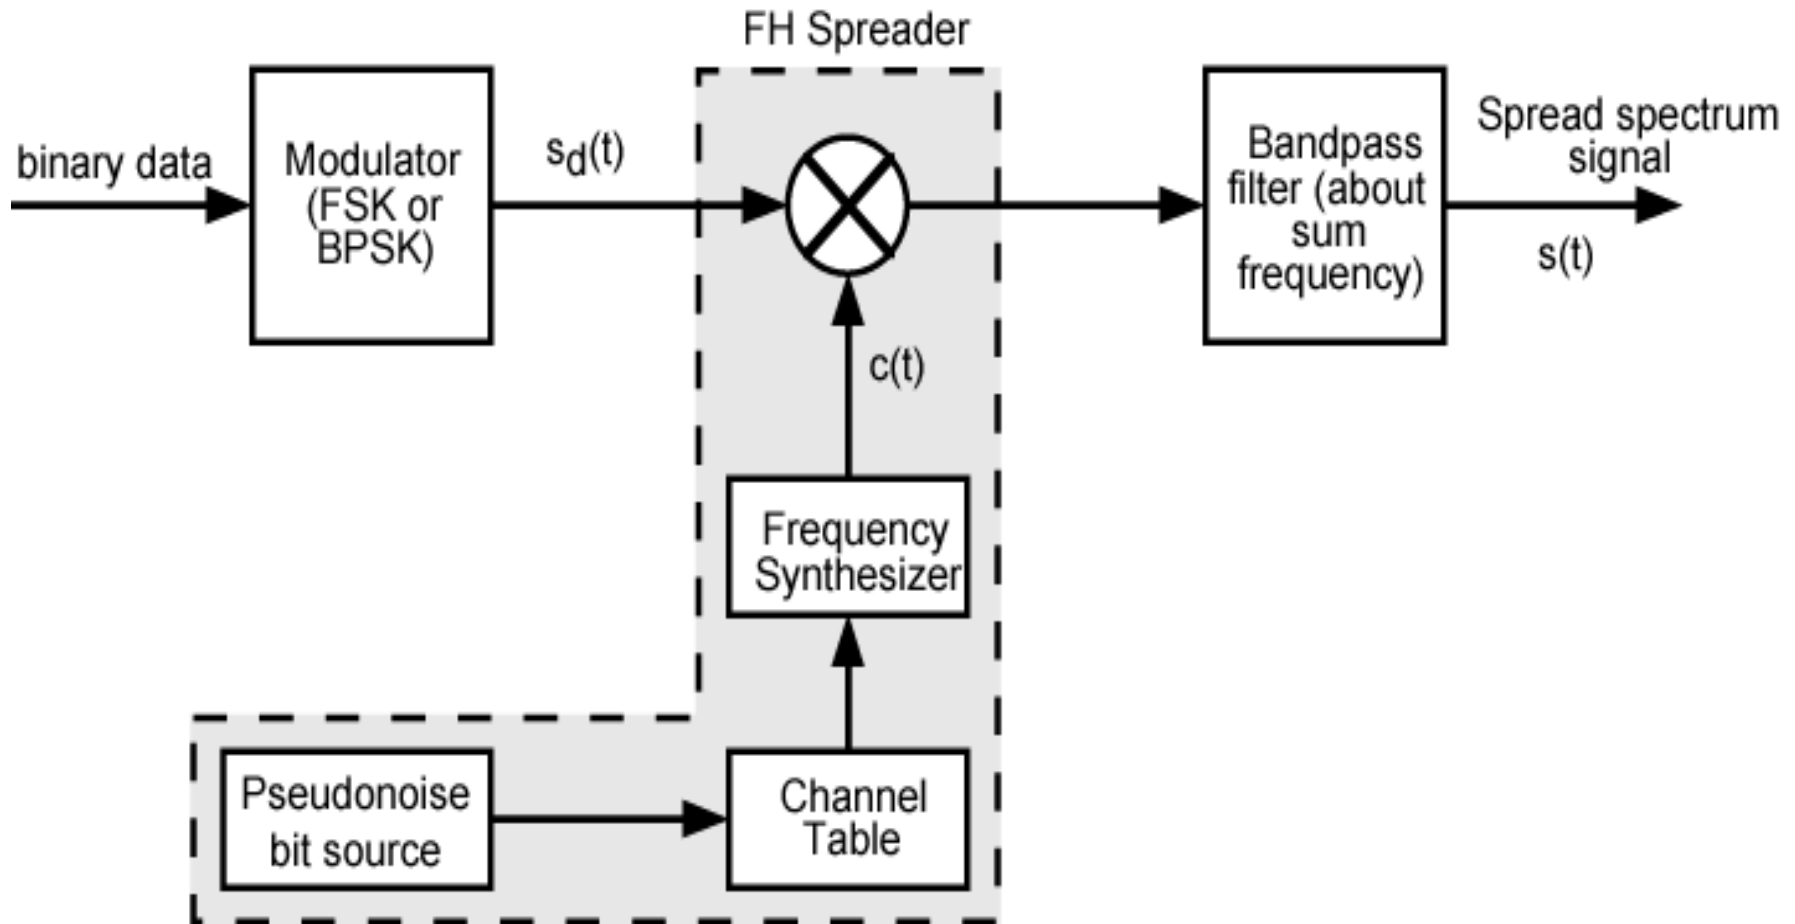 FH Spreader
binary data
Modulator
(FSK or
BPSK)
sd(t)
Bandpass
filter (about
sum
frequency)
Spread spectrum
signal
s(t)
c(t)
Frequency
Synthesizer
Pseudonoise
bit source
Channel
Table